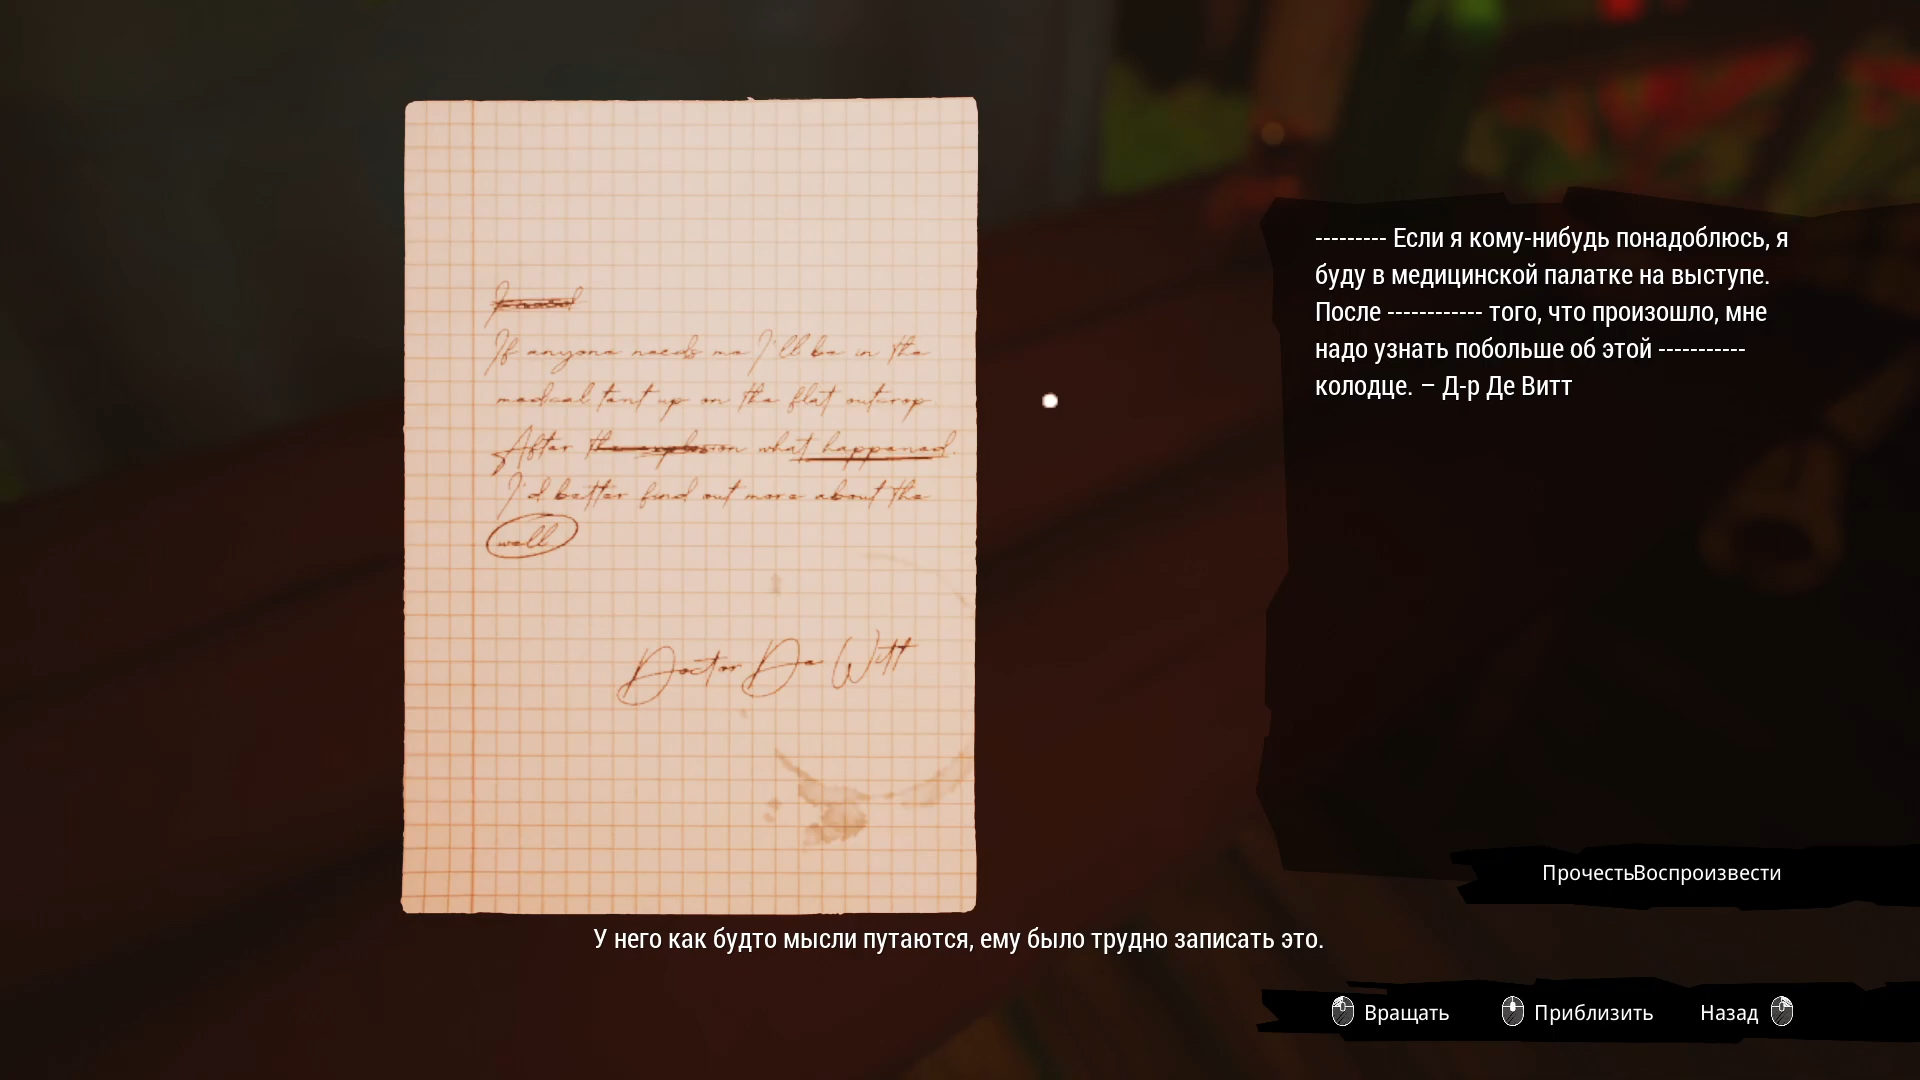 If anyone needs me I'll be in the
medical tent up on the flat outcrop.
After the explosion what happened.
I'd better find out more about the
well
Doctor De Witt
--------- Если я кому-нибудь понадоблюсь, я
буду в медицинской палатке на выступе.
После ------------ того, что произошло, мне
надо узнать побольше об этой -----------
колодце. – Д-р Де Витт
ПрочестьВоспроизвести
У него как будто мысли путаются, ему было трудно записать это.
Вращать
Приблизить
Назад